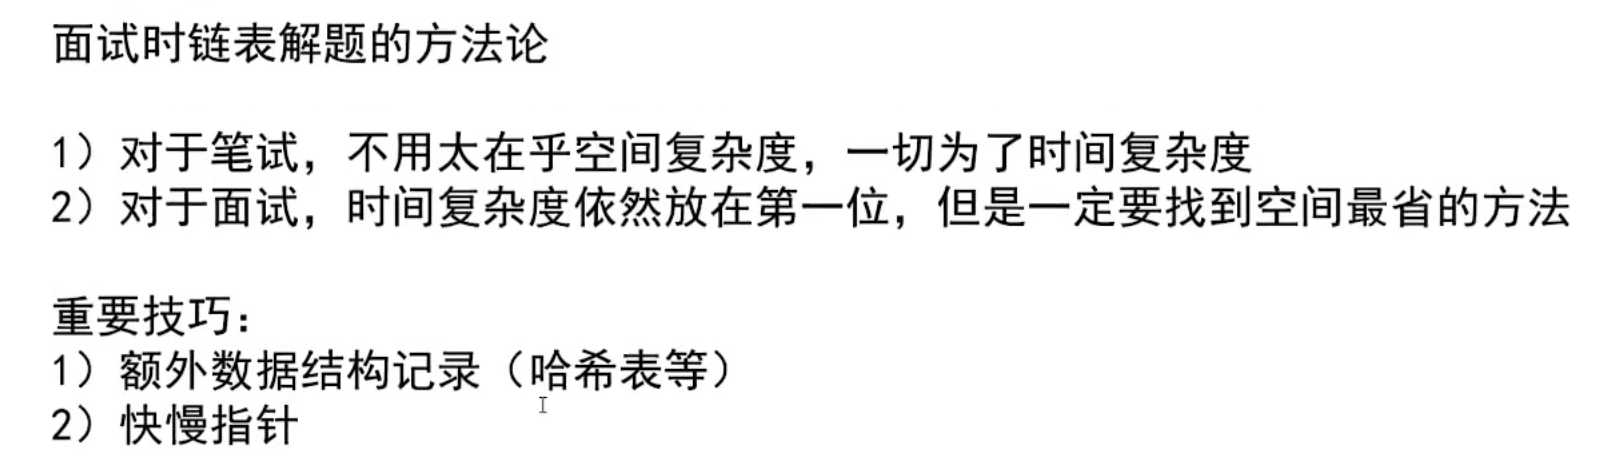 面试时链表解题的方法论
1）对于笔试，不用太在乎空间复杂度，一切为了时间复杂度
2）对于面试，时间复杂度依然放在第一位，但是一定要找到空间最省的方法
重要技巧：
1）额外数据结构记录（哈希表等）
2）快慢指针